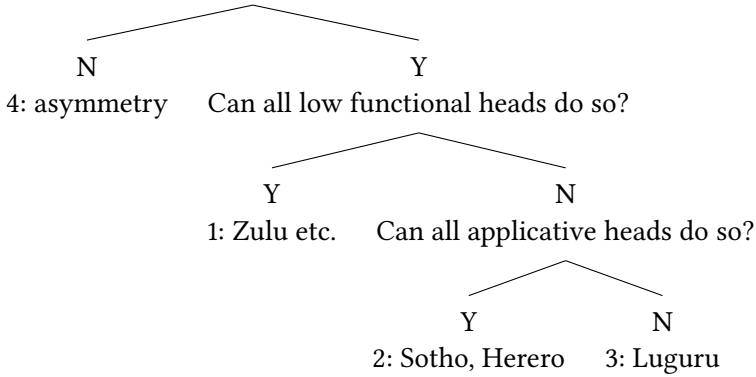 N Y
4: asymmetry Can all low functional heads do so?
Y N
1: Zulu etc. Can all applicative heads do so?
Y N
2: Sotho, Herero 3: Luguru